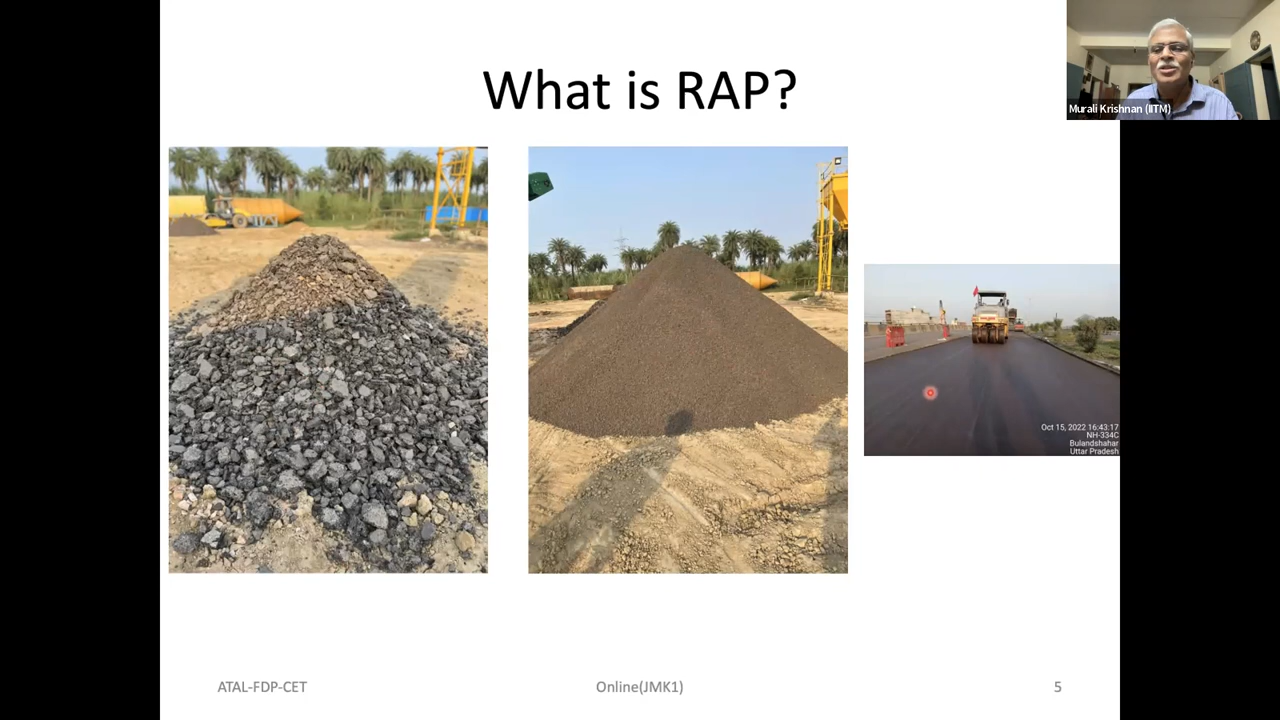 What is RAP?
Murali Krishnan (IITM)
Oct 15, 2022 16:43:17
NH-334C
Bulandshahar
Uttar Pradesh
ATAL-FDP-CET
Online(JMK1)
5